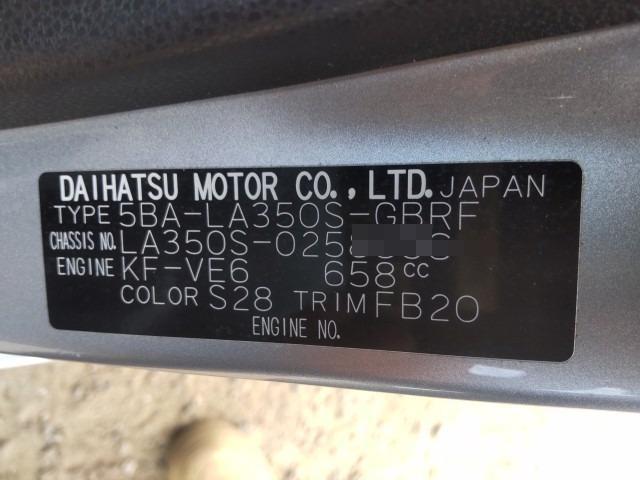 DAIHATSU MOTOR CO., LTD. JAPAN
TYPE 5BA-LA350S-GBRF
CHASSIS NO. LA350S-025
ENGINE KF-VE6 658cc
COLOR S28 TRIM FB20
ENGINE NO.